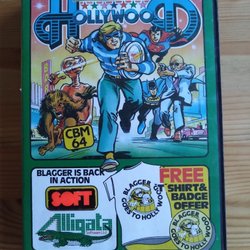 HOLLYWOOD
CBM
64
BLAGGER IS BACK
IN ACTION
SOFT
Alligata
FREE
SHIRT &
BADGE
OFFER
BLAGGER
GOES TO HOLLYWOOD
BLAGGER
GOES TO HOLLYWOOD